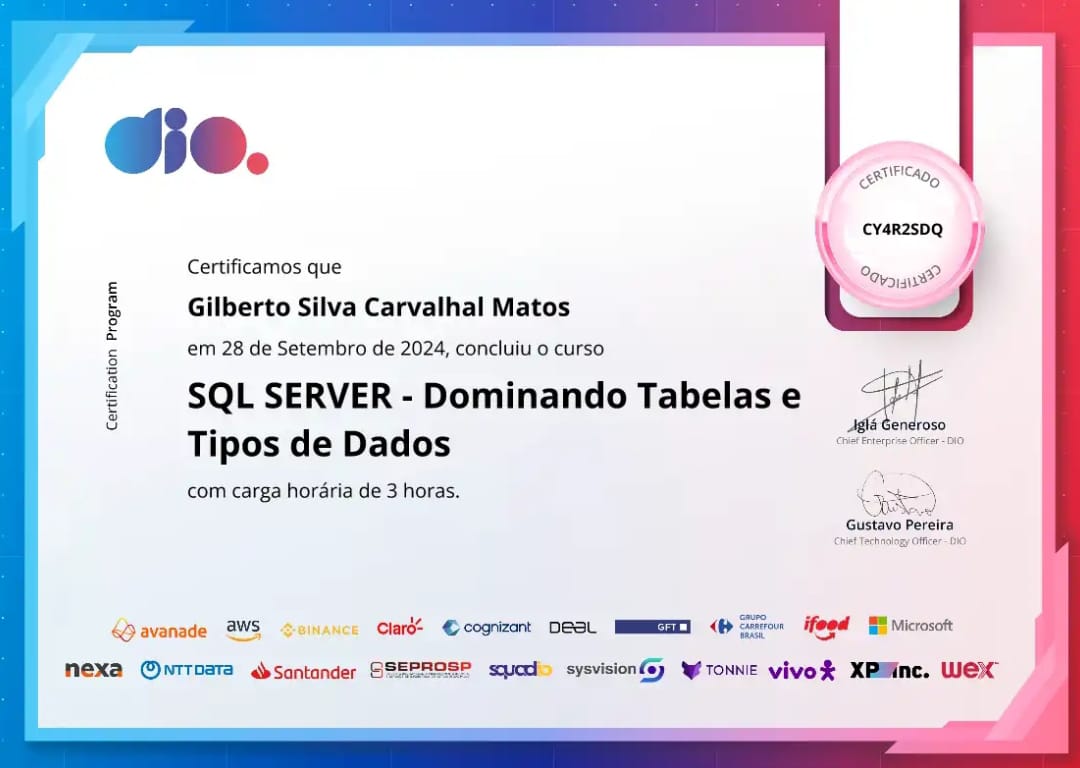 dio.
CERTIFICADO
CY4R2SDQ
CERTIFICADO
Certification Program
Certificamos que
Gilberto Silva Carvalhal Matos
em 28 de Setembro de 2024, concluiu o curso
SQL SERVER - Dominando Tabelas e
Tipos de Dados
com carga horária de 3 horas.
Iglá Generoso
Chief Enterprise Officer - DIO
Gustavo Pereira
Chief Technology Officer - DIO
avanade aws BINANCE Claro cognizant DEAL GFT GRUPO CARREFOUR BRASIL ifood Microsoft
nexa NTT DATA Santander SEPROSP squadio sysvision TONNIE vivo XP inc. wex